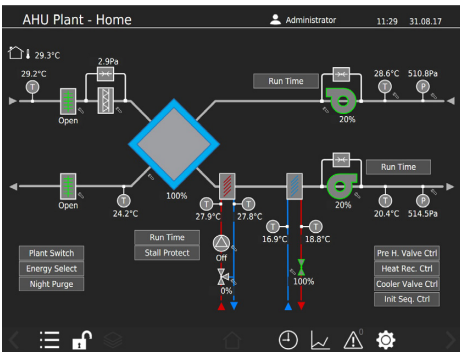 AHU Plant - Home
Administrator
11:29 31.08.17
29.3°C
29.2°C
2.9Pa
28.6°C
510.8Pa
T
T
P
Run Time
Open
20%
Run Time
Open
T
24.2°C
100%
20%
T
P
20.4°C
514.5Pa
T
T
27.9°C
27.8°C
T
T
16.9°C
18.8°C
Run Time
Stall Protect
Off
0%
100%
Plant Switch
Energy Select
Night Purge
Pre H. Valve Ctrl
Heat Rec. Ctrl
Cooler Valve Ctrl
Init Seq. Ctrl
0